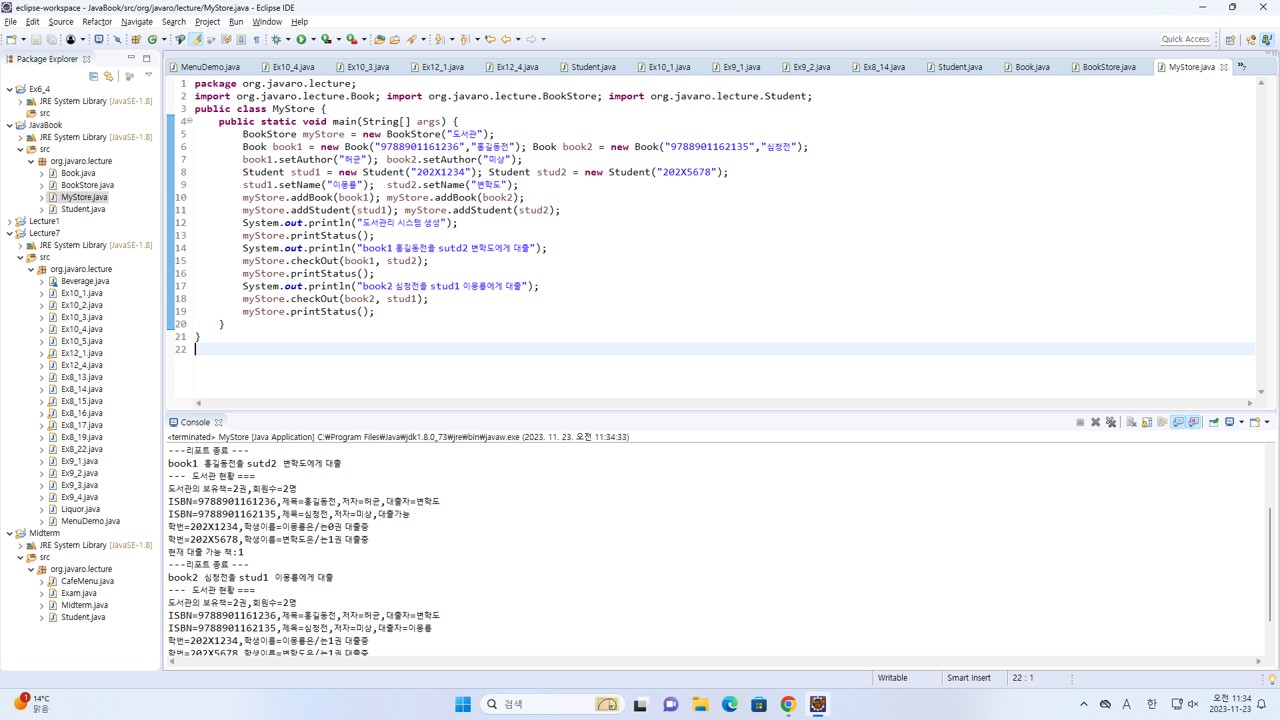 eclipse-workspace - JavaBook/src/org/javaro/lecture/MyStore.java - Eclipse IDE
File Edit Source Refactor Navigate Search Project Run Window Help
Quick Access
Package Explorer
MenuDemo.java Ex10_4.java Ex10_3.java Ex12_1.java Ex12_4.java Student.java Ex10_1.java Ex9_1.java Ex9_2.java Ex8_14.java Student.java Book.java BookStore.java MyStore.java
Ex6_4
JRE System Library [JavaSE-1.8]
src
JavaBook
JRE System Library [JavaSE-1.8]
src
org.javaro.lecture
Book.java
BookStore.java
MyStore.java
Student.java
Lecture1
Lecture7
JRE System Library [JavaSE-1.8]
src
org.javaro.lecture
Beverage.java
Ex10_1.java
Ex10_2.java
Ex10_3.java
Ex10_4.java
Ex10_5.java
Ex12_1.java
Ex12_4.java
Ex8_13.java
Ex8_14.java
Ex8_15.java
Ex8_16.java
Ex8_17.java
Ex8_19.java
Ex8_22.java
Ex9_1.java
Ex9_2.java
Ex9_3.java
Ex9_4.java
Liquor.java
MenuDemo.java
Midterm
JRE System Library [JavaSE-1.8]
src
org.javaro.lecture
CafeMenu.java
Exam.java
Midterm.java
Student.java
1 package org.javaro.lecture;
2 import org.javaro.lecture.Book; import org.javaro.lecture.BookStore; import org.javaro.lecture.Student;
3 public class MyStore {
4 public static void main(String[] args) {
5 BookStore myStore = new BookStore("도서관");
6 Book book1 = new Book("9788901161236","홍길동전"); Book book2 = new Book("9788901162135","심청전");
7 book1.setAuthor("허균"); book2.setAuthor("미상");
8 Student stud1 = new Student("202X1234"); Student stud2 = new Student("202X5678");
9 stud1.setName("이몽룡"); stud2.setName("변학도");
10 myStore.addBook(book1); myStore.addBook(book2);
11 myStore.addStudent(stud1); myStore.addStudent(stud2);
12 System.out.println("도서관리 시스템 생성");
13 myStore.printStatus();
14 System.out.println("book1 홍길동전을 sutd2 변학도에게 대출");
15 myStore.checkOut(book1, stud2);
16 myStore.printStatus();
17 System.out.println("book2 심청전을 stud1 이몽룡에게 대출");
18 myStore.checkOut(book2, stud1);
19 myStore.printStatus();
20 }
21 }
22
Console
<terminated> MyStore [Java Application] C:₩Program Files₩Java₩jdk1.8.0_73₩jre₩bin₩javaw.exe (2023. 11. 23. 오전 11:34:33)
---리포트 종료 ---
book1 홍길동전을 sutd2 변학도에게 대출
--- 도서관 현황 ===
도서관의 보유책=2권,회원수=2명
ISBN=9788901161236,제목=홍길동전,저자=허균,대출자=변학도
ISBN=9788901162135,제목=심청전,저자=미상,대출가능
학번=202X1234,학생이름=이몽룡은/는0권 대출중
학번=202X5678,학생이름=변학도은/는1권 대출중
현재 대출 가능 책:1
---리포트 종료 ---
book2 심청전을 stud1 이몽룡에게 대출
--- 도서관 현황 ===
도서관의 보유책=2권,회원수=2명
ISBN=9788901161236,제목=홍길동전,저자=허균,대출자=변학도
ISBN=9788901162135,제목=심청전,저자=미상,대출자=이몽룡
학번=202X1234,학생이름=이몽룡은/는1권 대출중
학번=202X5678,학생이름=변학도은/는1권 대출중
Writable Smart Insert 22 : 1
1
14°C
맑음
검색
A 한
오전 11:34
2023-11-23